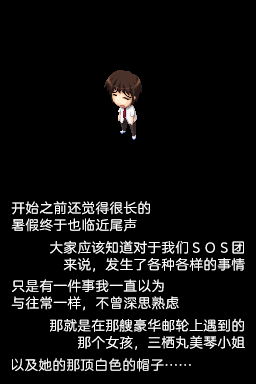 开始之前还觉得很长的
暑假终于也临近尾声
大家应该知道对于我们ＳＯＳ团
来说，发生了各种各样的事情
只是有一件事我一直以为
与往常一样，不曾深思熟虑
那就是在那艘豪华邮轮上遇到的
那个女孩，三栖丸美琴小姐
以及她的那顶白色的帽子……